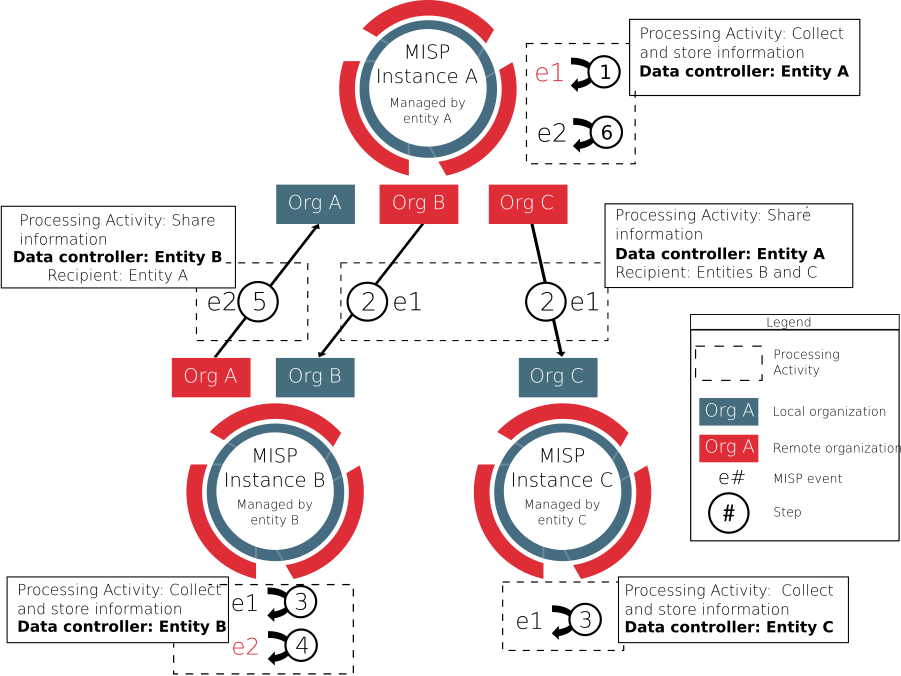 MISP
Instance A
Managed by
entity A
e1
1
e2
6
Processing Activity: Collect
and store information
Data controller: Entity A
Org A
Org B
Org C
Processing Activity: Share
information
Data controller: Entity B
Recipient: Entity A
e2
5
2
e1
2
e1
Processing Activity: Share
information
Data controller: Entity A
Recipient: Entities B and C
Org A
Org B
Org C
Legend
Processing
Activity
Org A
Local organization
Org A
Remote organization
e#
MISP event
#
Step
MISP
Instance B
Managed by
entity B
MISP
Instance C
Managed by
entity C
Processing Activity: Collect
and store information
Data controller: Entity B
e1
3
e2
4
e1
3
Processing Activity: Collect
and store information
Data controller: Entity C